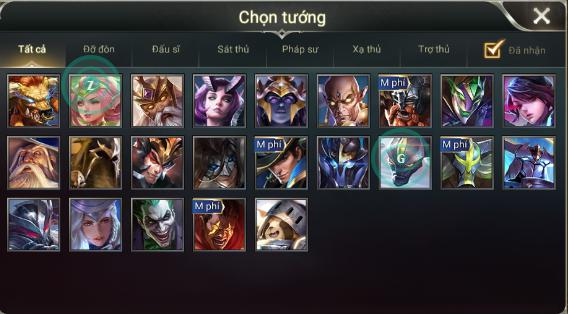 Chọn tướng
Tất cả Đỡ đòn Đấu sĩ Sát thủ Pháp sư Xạ thủ Trợ thủ Đã nhận
Z M phí
M phí G M phí
M phí